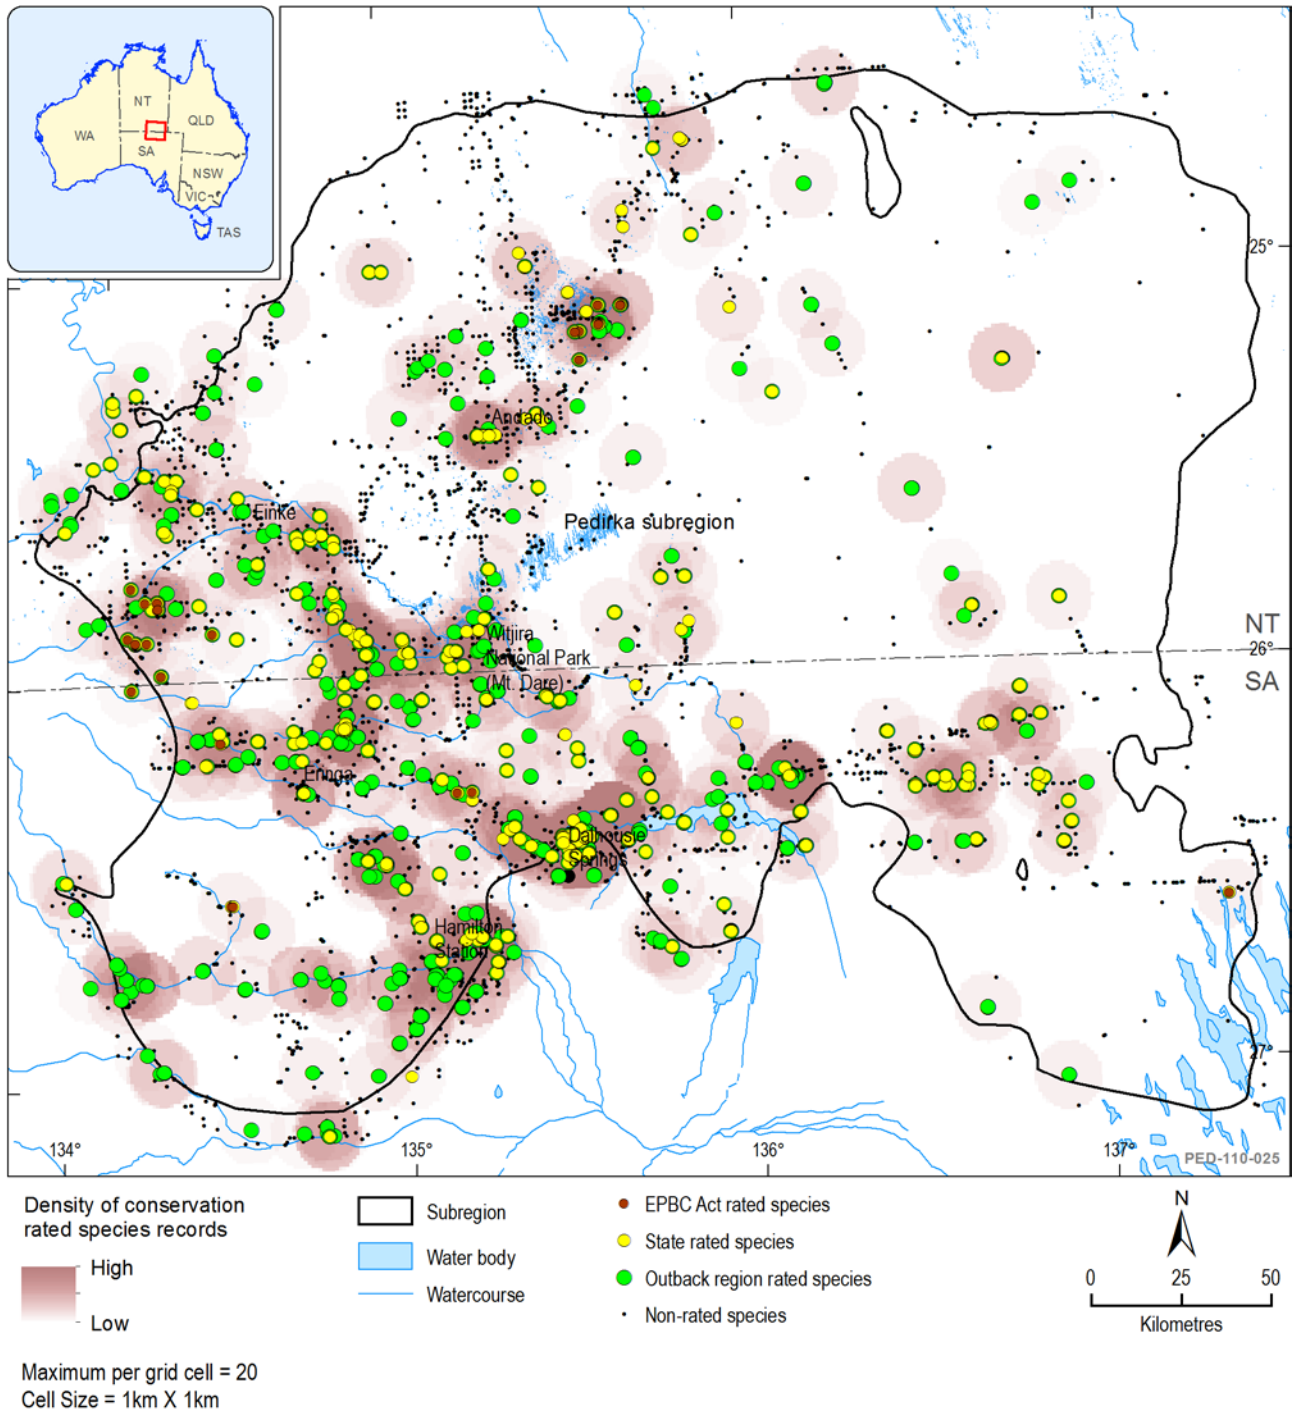 NT
QLD
WA
SA
NSW
VIC
TAS
25°
Andado
Finke
Pedirka subregion
NT
Witjira
National Park
(Mt. Dare)
26°
SA
Eringa
Dalhousie
Springs
Hamilton
Station
27°
134°
135°
136°
137°
PED-110-025
Density of conservation
rated species records
High
Low
Maximum per grid cell = 20
Cell Size = 1km X 1km
Subregion
Water body
Watercourse
EPBC Act rated species
State rated species
Outback region rated species
Non-rated species
N
0 25 50
Kilometres